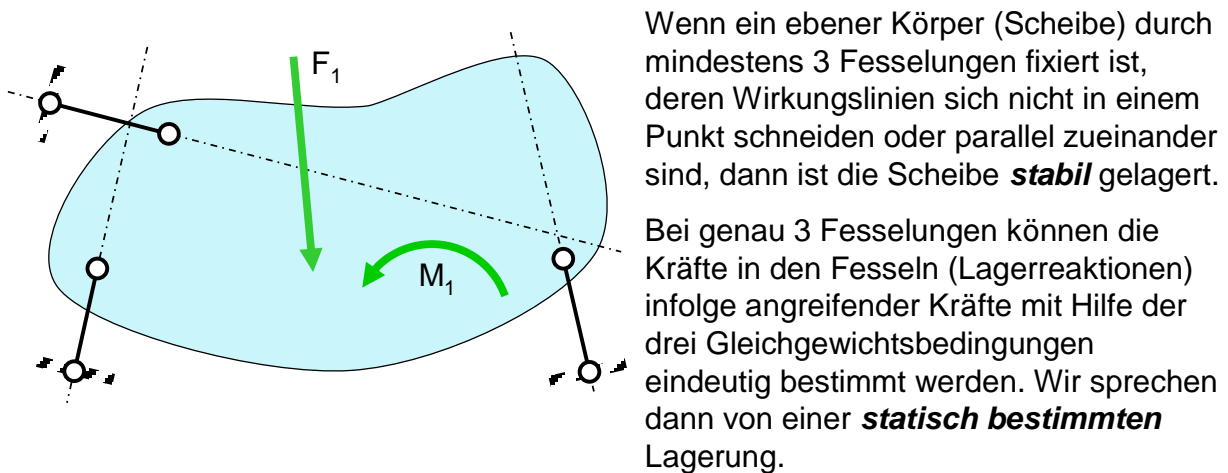 Wenn ein ebener Körper (Scheibe) durch
mindestens 3 Fesselungen fixiert ist,
deren Wirkungslinien sich nicht in einem
Punkt schneiden oder parallel zueinander
sind, dann ist die Scheibe stabil gelagert.
Bei genau 3 Fesselungen können die
Kräfte in den Fesseln (Lagerreaktionen)
infolge angreifender Kräfte mit Hilfe der
drei Gleichgewichtsbedingungen
eindeutig bestimmt werden. Wir sprechen
dann von einer statisch bestimmten
Lagerung.
F₁
M₁